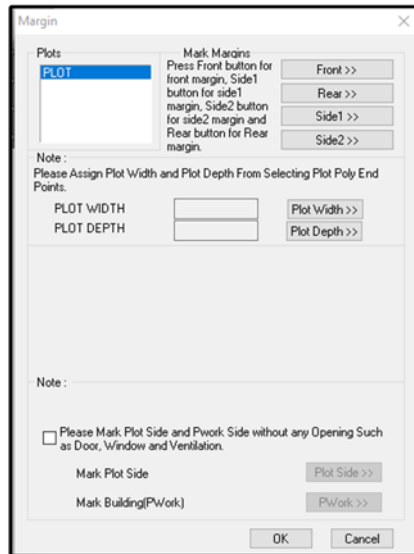 Margin
Plots
PLOT
Mark Margins
Press Front button for
front margin, Side1
button for side1
margin, Side2 button
for side2 margin and
Rear button for Rear
margin.
Front >>
Rear >>
Side1 >>
Side2 >>
Note :
Please Assign Plot Width and Plot Depth From Selecting Plot Poly End
Points.
PLOT WIDTH
Plot Width >>
PLOT DEPTH
Plot Depth >>
Note :
Please Mark Plot Side and Pwork Side without any Opening Such
as Door, Window and Ventilation.
Mark Plot Side
Plot Side >>
Mark Building(PWork)
PWork >>
OK
Cancel